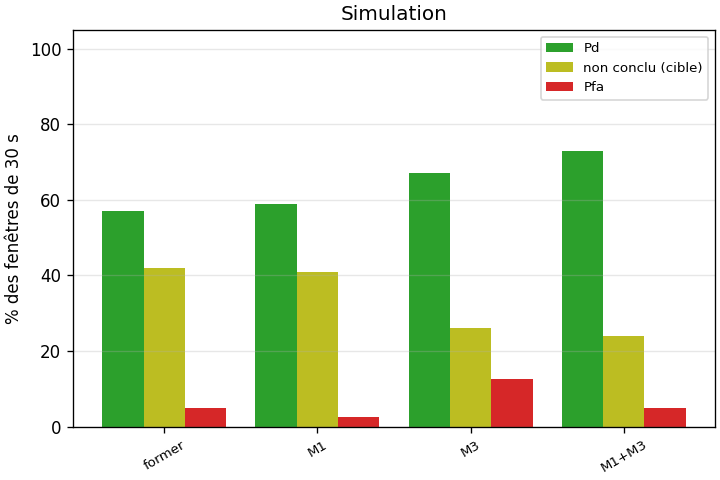 Simulation
% des fenêtres de 30 s
100
80
60
40
20
0
Pd
non conclu (cible)
Pfa
former
M1
M3
M1+M3